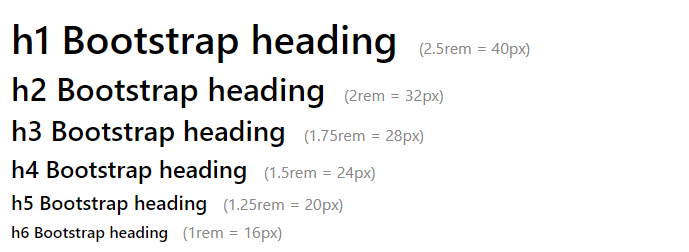 h1 Bootstrap heading (2.5rem = 40px)
h2 Bootstrap heading (2rem = 32px)
h3 Bootstrap heading (1.75rem = 28px)
h4 Bootstrap heading (1.5rem = 24px)
h5 Bootstrap heading (1.25rem = 20px)
h6 Bootstrap heading (1rem = 16px)